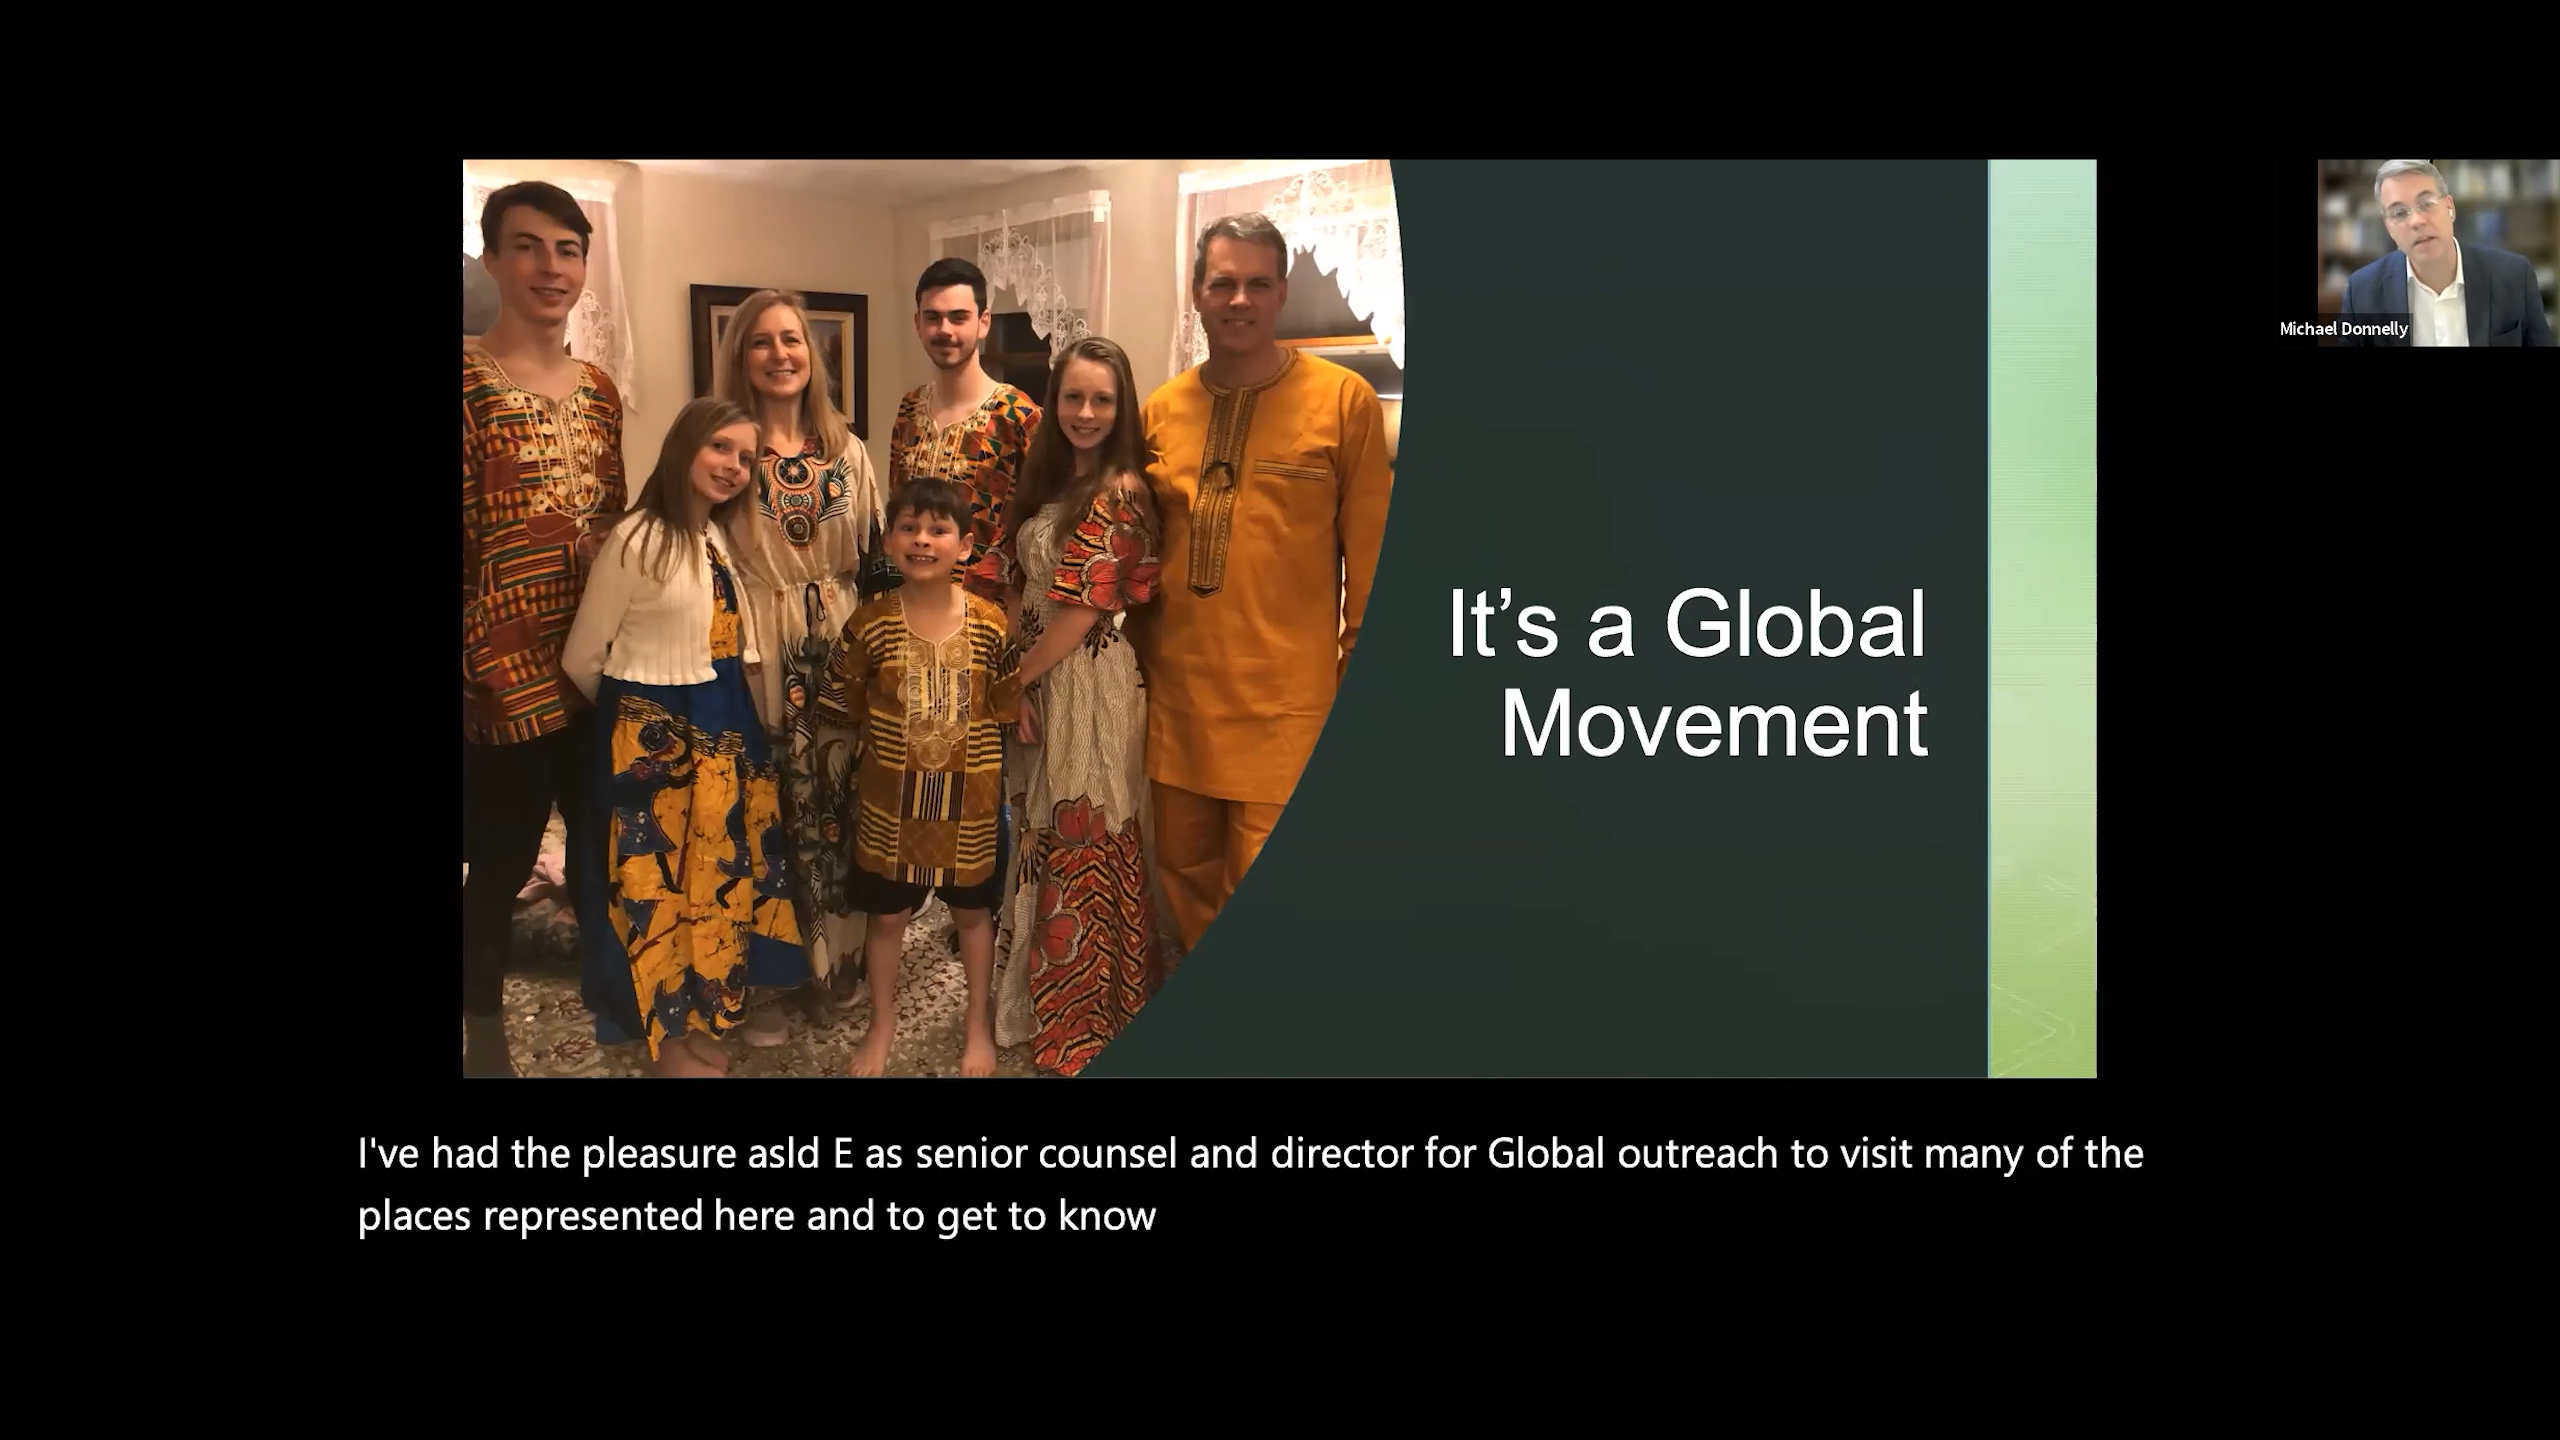 It's a Global
Movement
Michael Donnelly
I've had the pleasure asld E as senior counsel and director for Global outreach to visit many of the
places represented here and to get to know